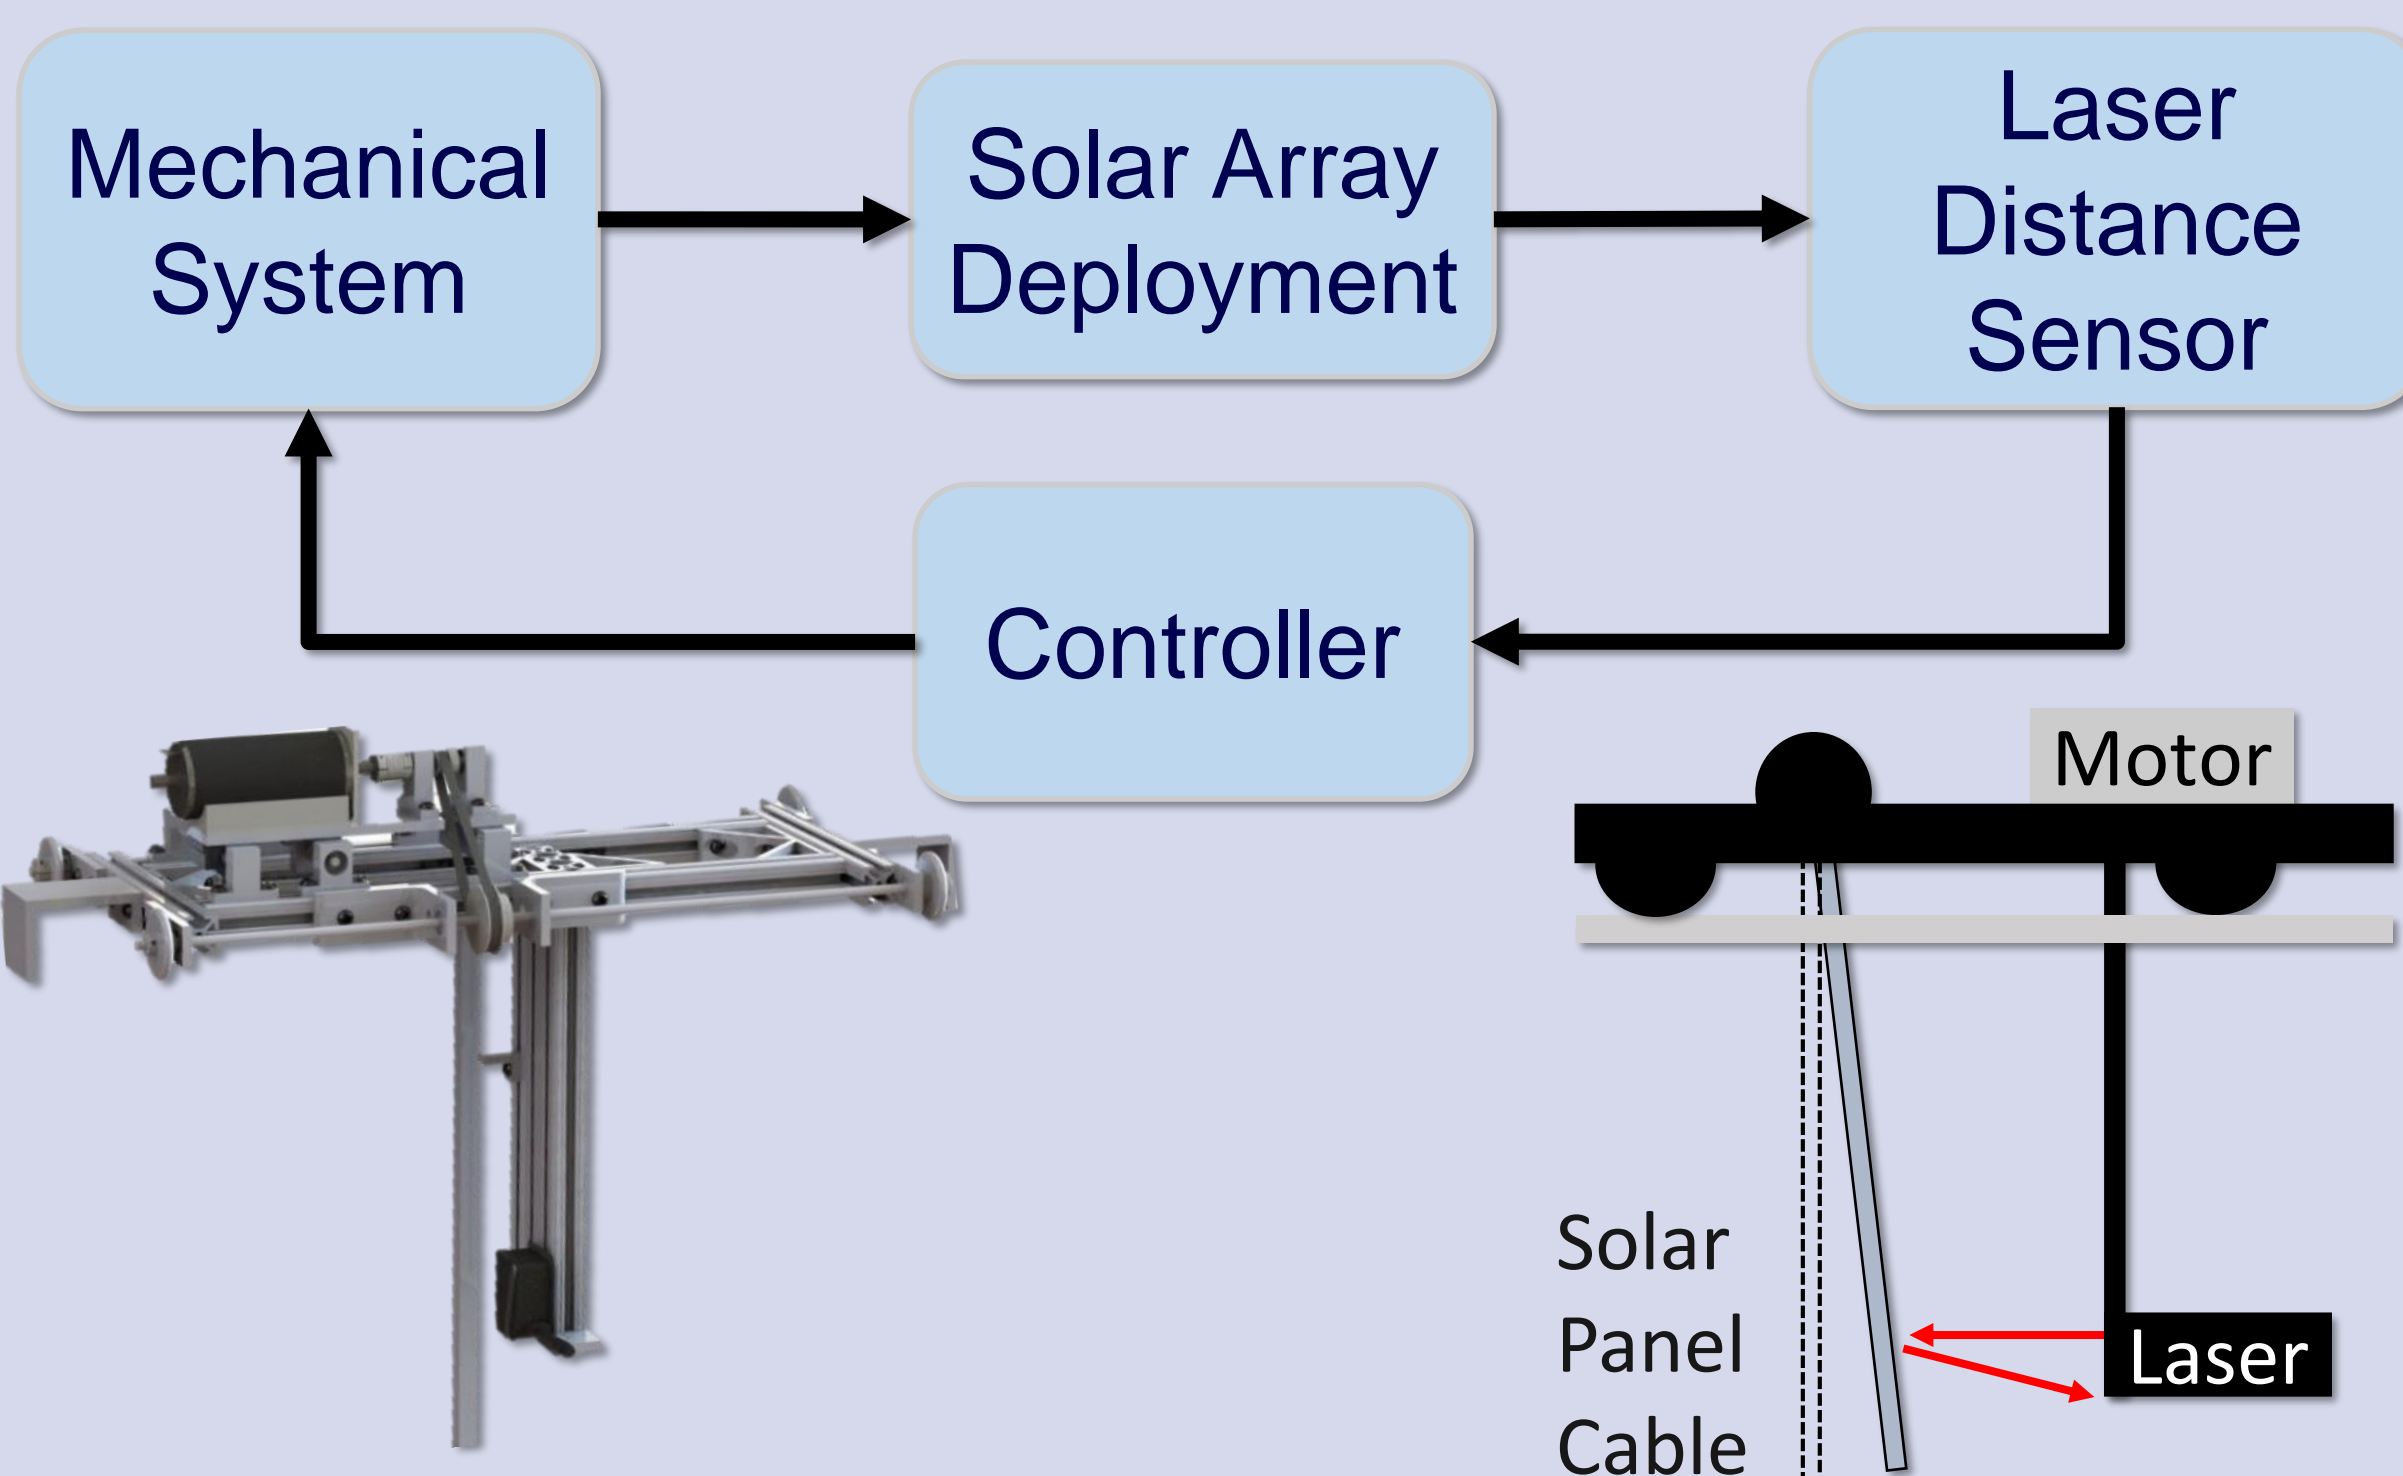 Mechanical
System
Solar Array
Deployment
Laser
Distance
Sensor
Controller
Motor
Solar
Panel
Cable
Laser